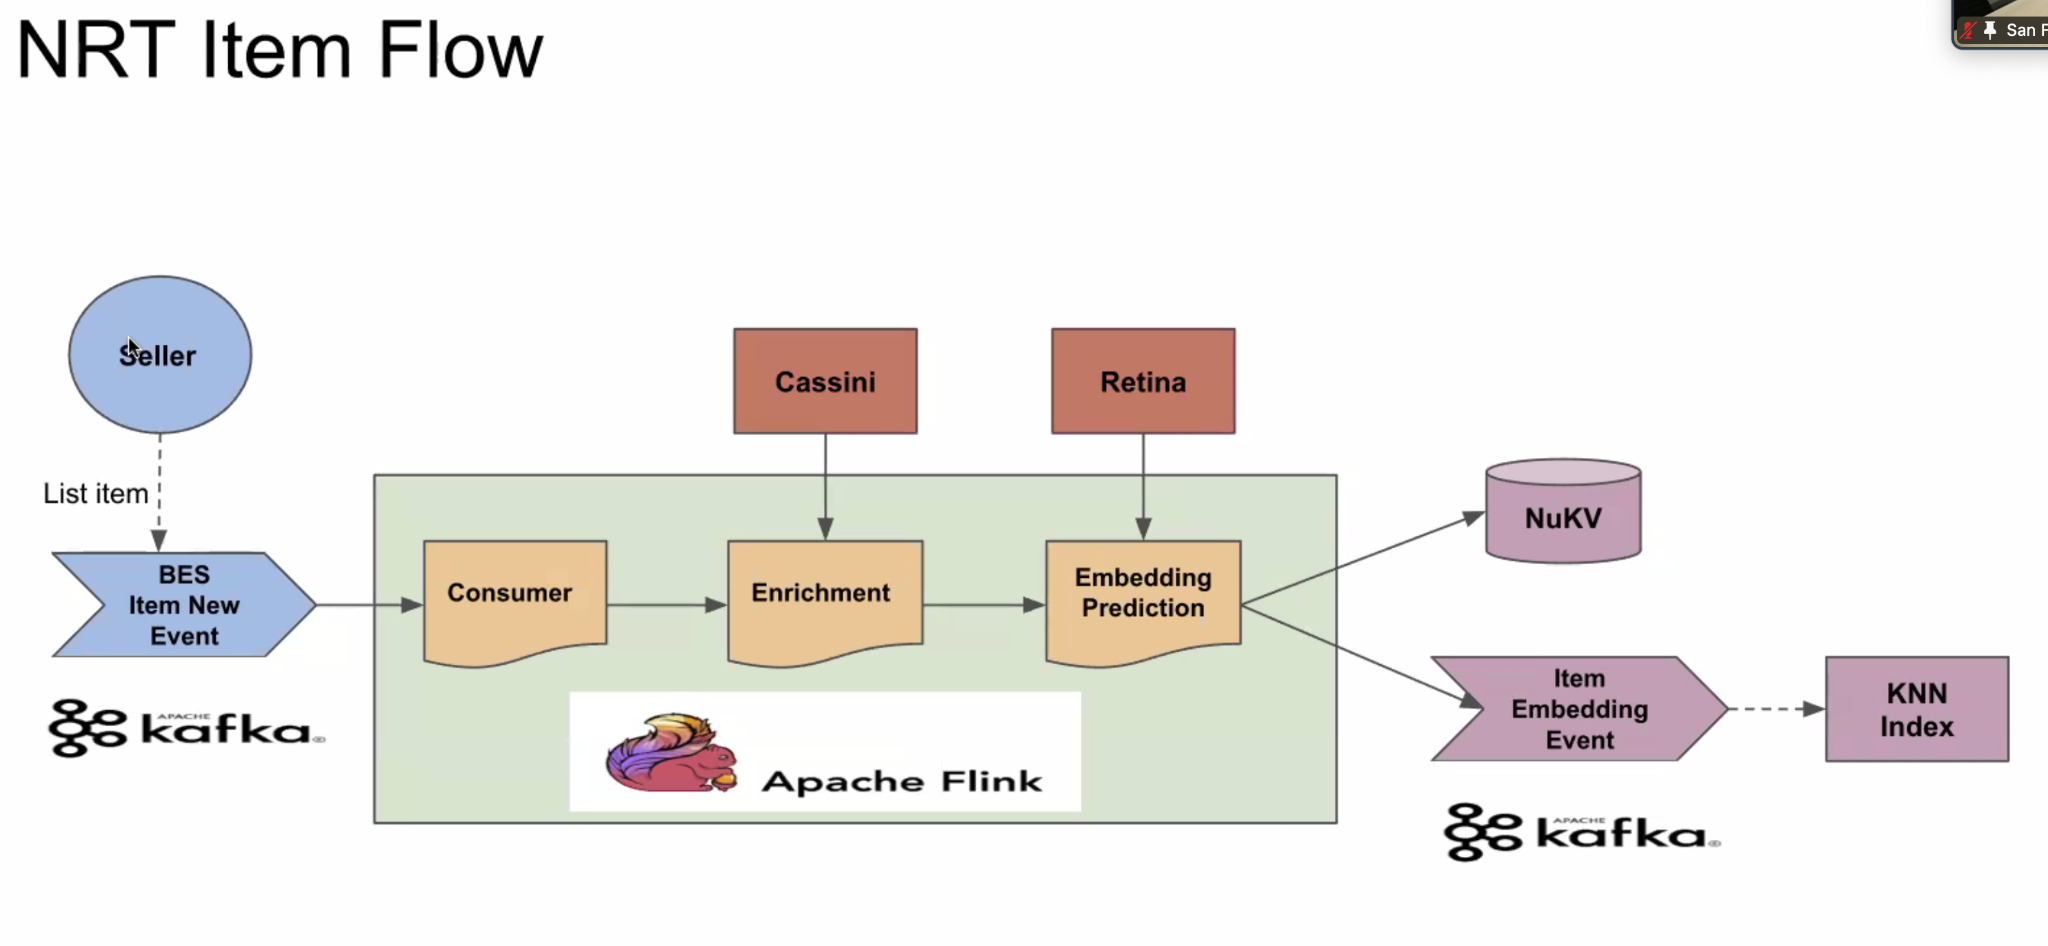 NRT Item Flow
San F
Seller
List item
BES
Item New
Event
APACHE
kafka®
Cassini
Retina
Consumer
Enrichment
Embedding
Prediction
Apache Flink
NuKV
Item
Embedding
Event
KNN
Index
APACHE
kafka®